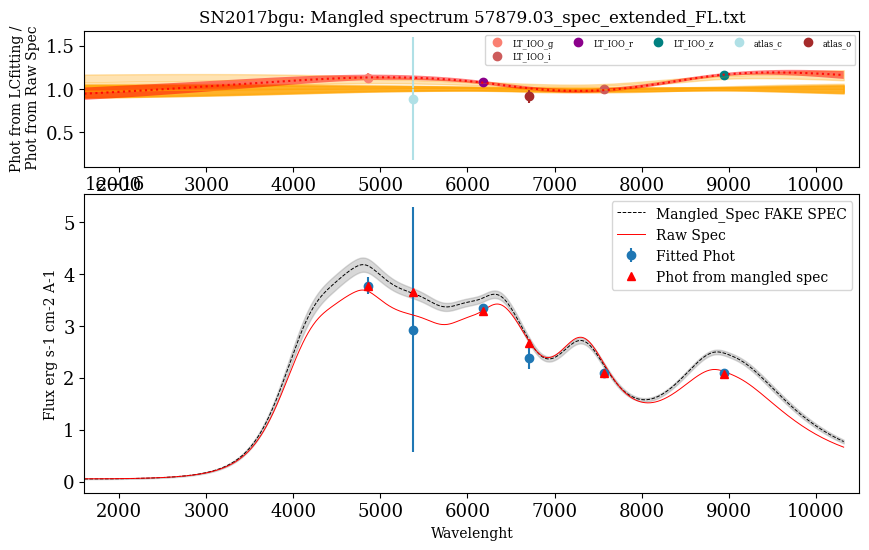 SN2017bgu: Mangled spectrum 57879.03_spec_extended_FL.txt
Phot from LCfitting /
Phot from Raw Spec
1.5
1.0
0.5
LT_IOO_g LT_IOO_r LT_IOO_z atlas_c atlas_o
LT_IOO_i
2000 3000 4000 5000 6000 7000 8000 9000 10000
1e−16
Flux erg s-1 cm-2 A-1
5
4
3
2
1
0
Mangled_Spec FAKE SPEC
Raw Spec
Fitted Phot
Phot from mangled spec
2000 3000 4000 5000 6000 7000 8000 9000 10000
Wavelenght